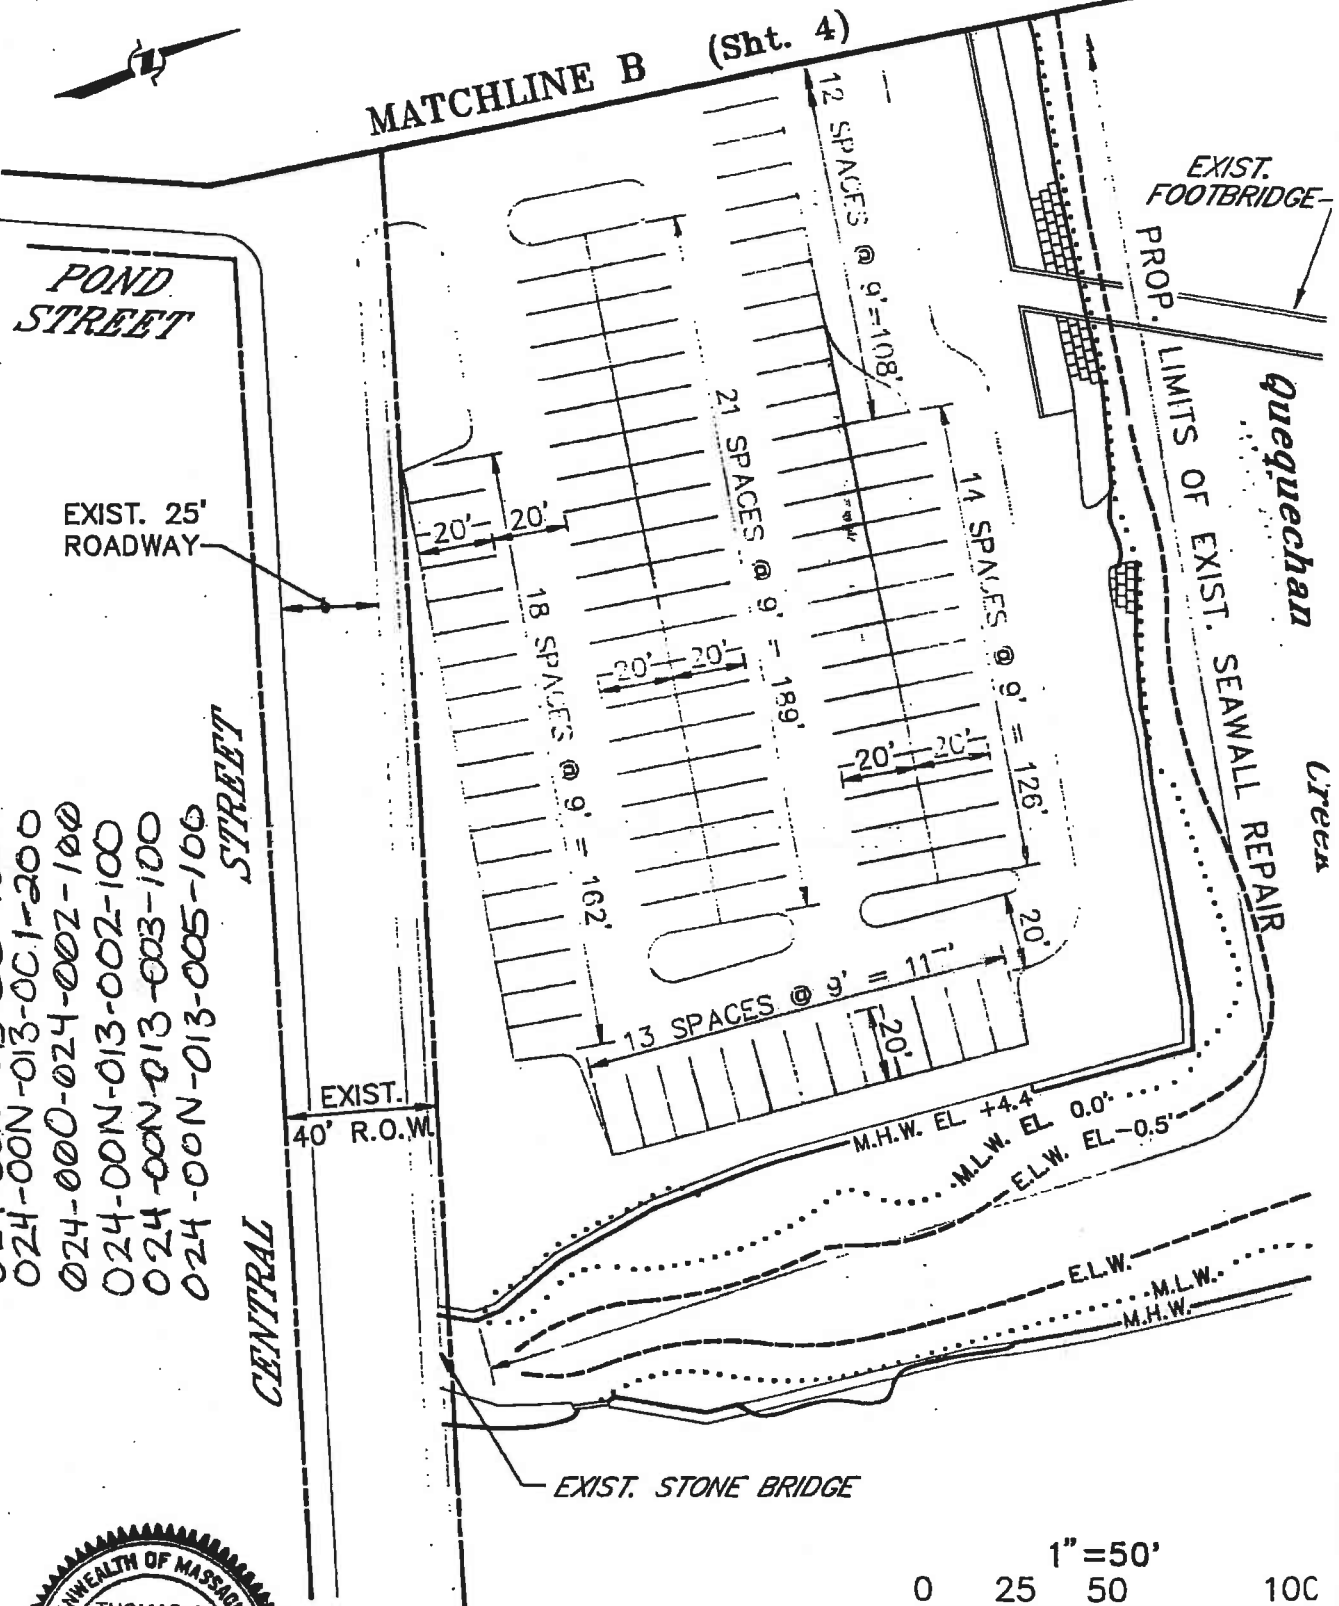 MATCHLINE B (Sht. 4)
POND
STREET
EXIST. 25'
ROADWAY
12 SPACES @ 9'=108'
EXIST.
FOOTBRIDGE
PROP. LIMITS OF EXIST. SEAWALL REPAIR
Quequechan
Creek
21 SPACES @ 9' = 189'
14 SPACES @ 9' = 126'
20' 20'
18 SPACES @ 9' = 162'
20' 20'
20' 20'
20'
13 SPACES @ 9' = 11
20'
STREET
CENTRAL
024-00N-013-001-200
024-000-024-002-100
024-00N-013-002-100
024-00N-013-003-100
024-00N-013-005-100
EXIST.
40' R.O.W.
M.H.W. EL +4.4'
M.L.W. EL 0.0'
E.L.W. EL-0.5'
E.L.W.
M.L.W.
M.H.W.
EXIST. STONE BRIDGE
NWEALTH OF MASSAC
1"=50'
0 25 50 100